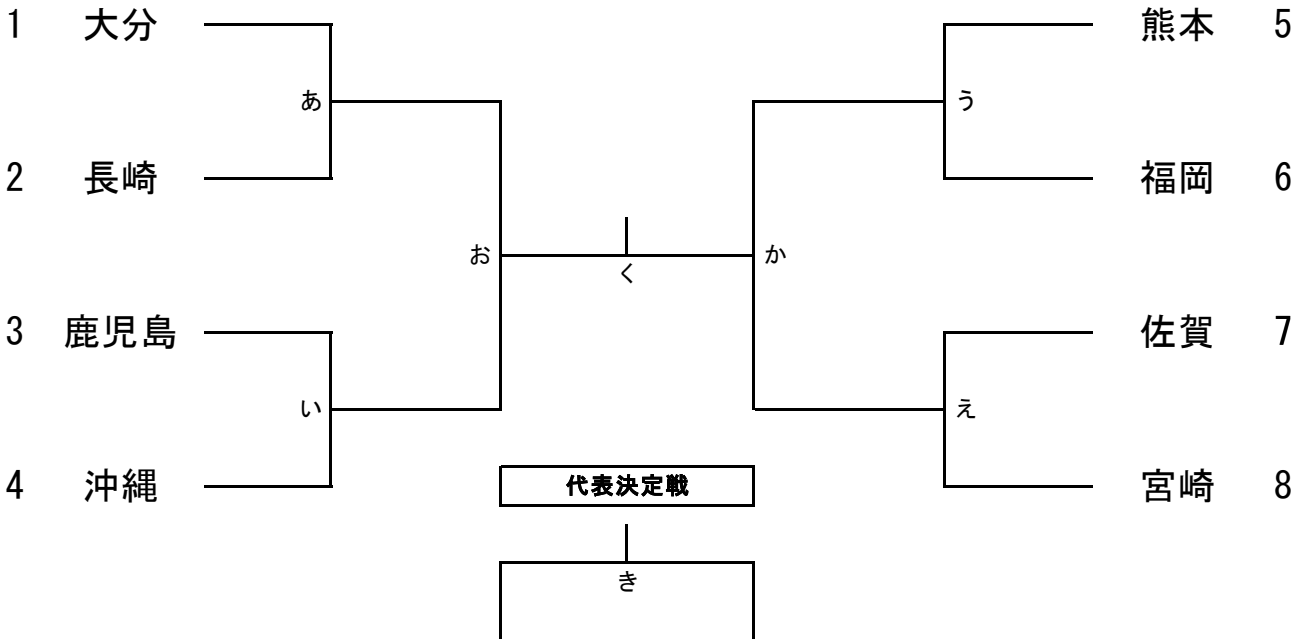 1 大分
熊本 5
あ
う
2 長崎
福岡 6
お
く
か
3 鹿児島
佐賀 7
い
え
4 沖縄
代表決定戦
宮崎 8
き